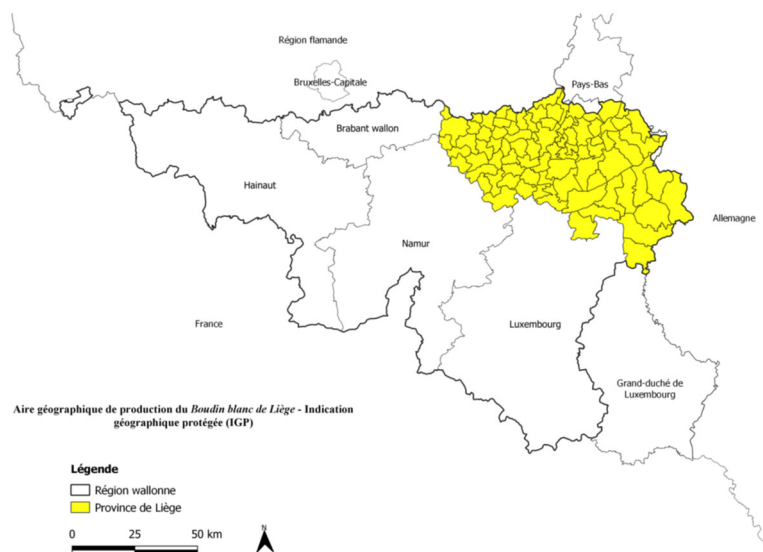 Région flamande
Bruxelles-Capitale
Pays-Bas
Brabant wallon
Hainaut
Allemagne
Namur
France
Luxembourg
Grand-duché de
Luxembourg
Aire géographique de production du Boudin blanc de Liège - Indication
géographique protégée (IGP)
Légende
Région wallonne
Province de Liège
0 25 50 km
N